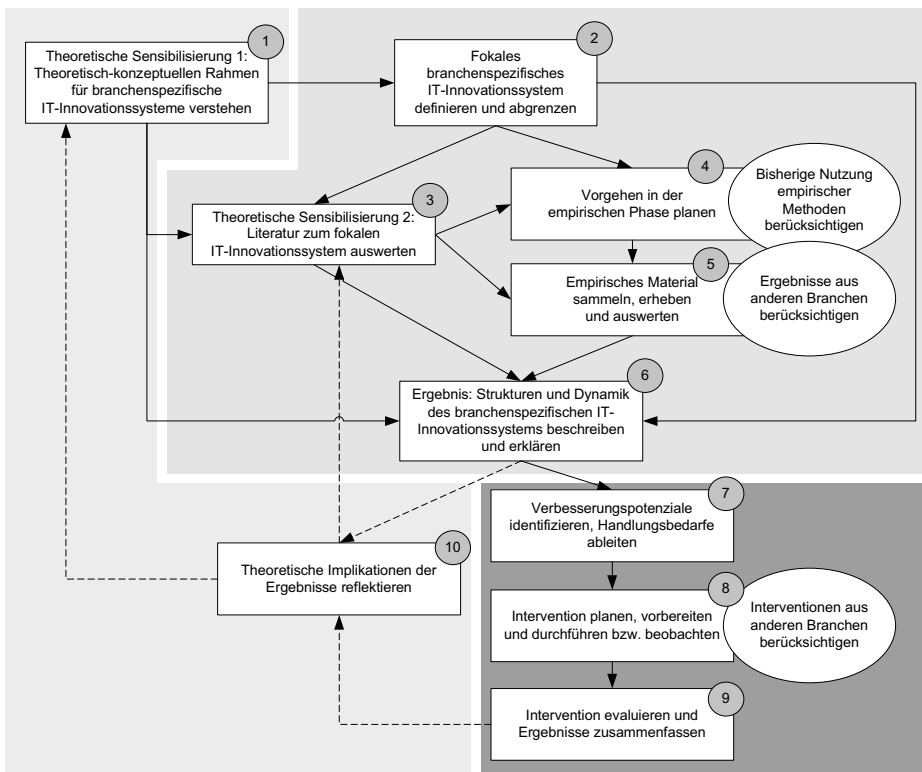 1
Theoretische Sensibilisierung 1:
Theoretisch-konzeptuellen Rahmen
für branchenspezifische
IT-Innovationssysteme verstehen
2
Fokales
branchenspezifisches
IT-Innovationssystem
definieren und abgrenzen
3
Theoretische Sensibilisierung 2:
Literatur zum fokalen
IT-Innovationssystem auswerten
4
Vorgehen in der
empirischen Phase planen
Bisherige Nutzung
empirischer
Methoden
berücksichtigen
5
Empirisches Material
sammeln, erheben
und auswerten
Ergebnisse aus
anderen Branchen
berücksichtigen
6
Ergebnis: Strukturen und Dynamik
des branchenspezifischen IT-
Innovationssystems beschreiben
und erklären
7
Verbesserungspotenziale
identifizieren, Handlungsbedarfe
ableiten
8
Intervention planen, vorbereiten
und durchführen bzw. beobachten
Interventionen aus
anderen Branchen
berücksichtigen
9
Intervention evaluieren und
Ergebnisse zusammenfassen
10
Theoretische Implikationen der
Ergebnisse reflektieren